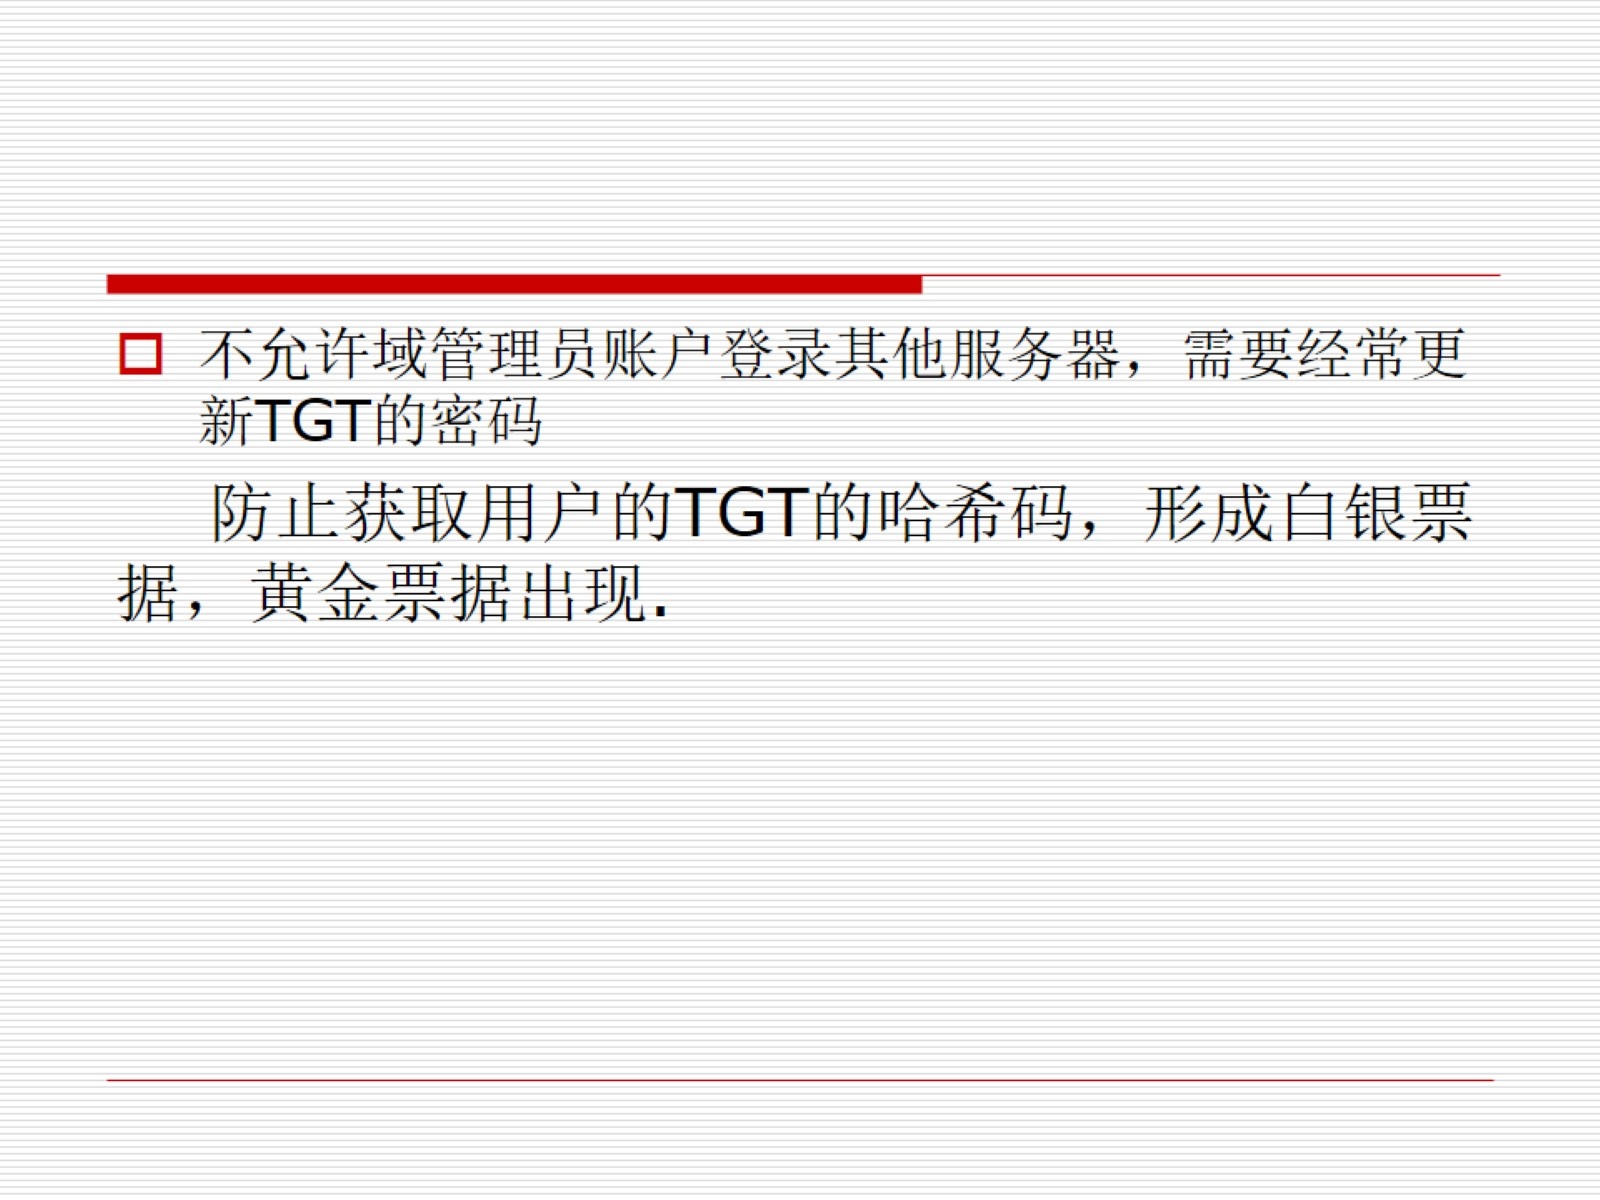 不允许域管理员账户登录其他服务器，需要经常更
新TGT的密码
防止获取用户的TGT的哈希码，形成白银票
据，黄金票据出现.